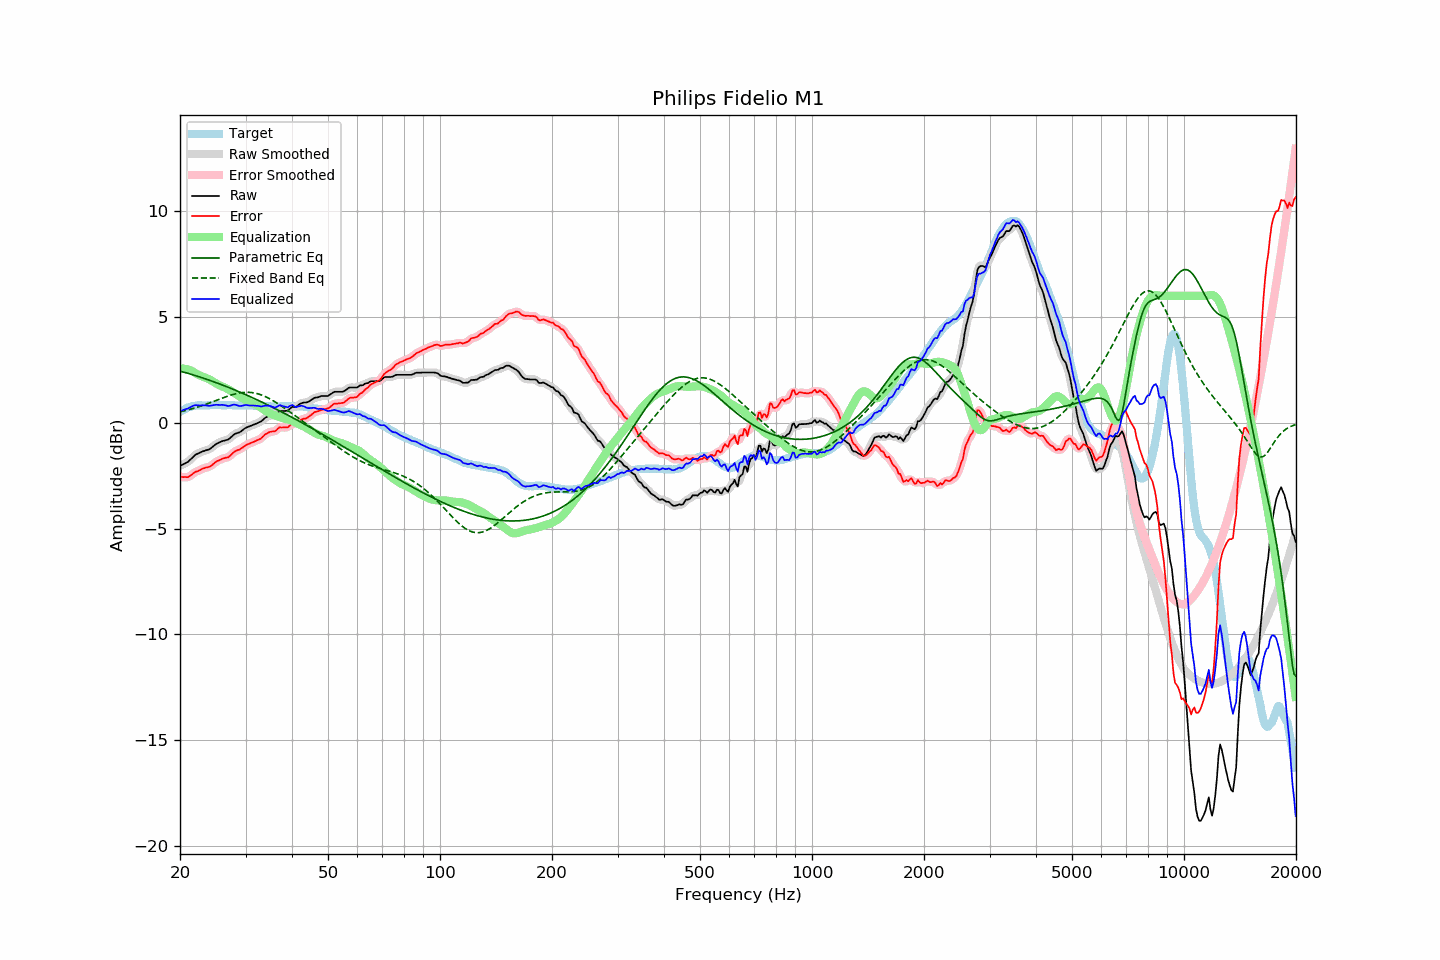 Philips Fidelio M1
Target
Raw Smoothed
Error Smoothed
Raw
Error
Equalization
Parametric Eq
Fixed Band Eq
Equalized
10
5
0
−5
−10
−15
−20
Amplitude (dBr)
20 50 100 200 500 1000 2000 5000 10000 20000
Frequency (Hz)